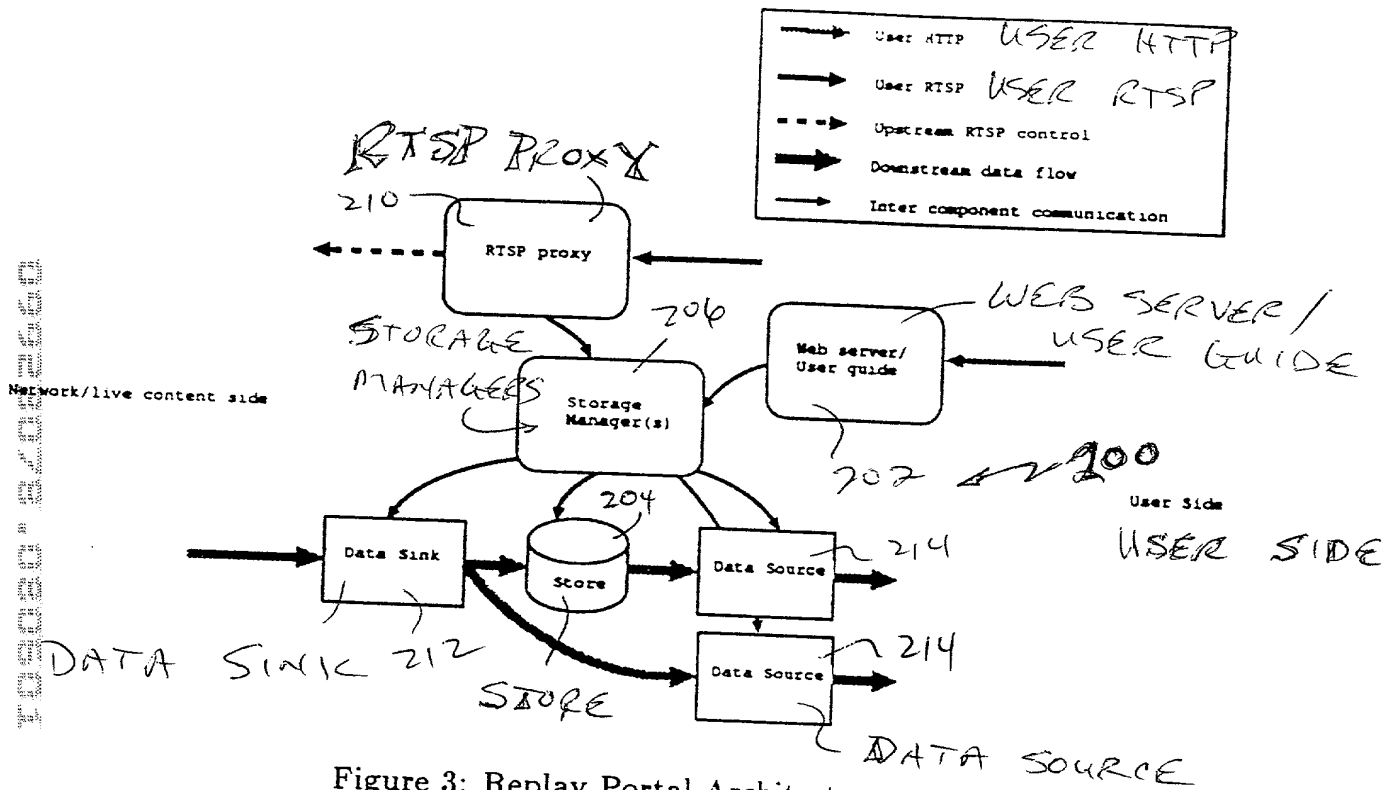 User HTTP USER HTTP
User RTSP USER RTSP
Upstream RTSP control
Downstream data flow
Inter component communication
RTSP PROXY
210
RTSP proxy
206
STORAGE
MANAGERS
Storage
Manager(s)
WEB SERVER/
USER GUIDE
Web server/
User guide
Network/live content side
202
200
User Side
USER SIDE
204
Data Sink
Store
Data Source
214
DATA SINK 212
STORE
Data Source
214
DATA SOURCE
Figure 3: Replay Portal